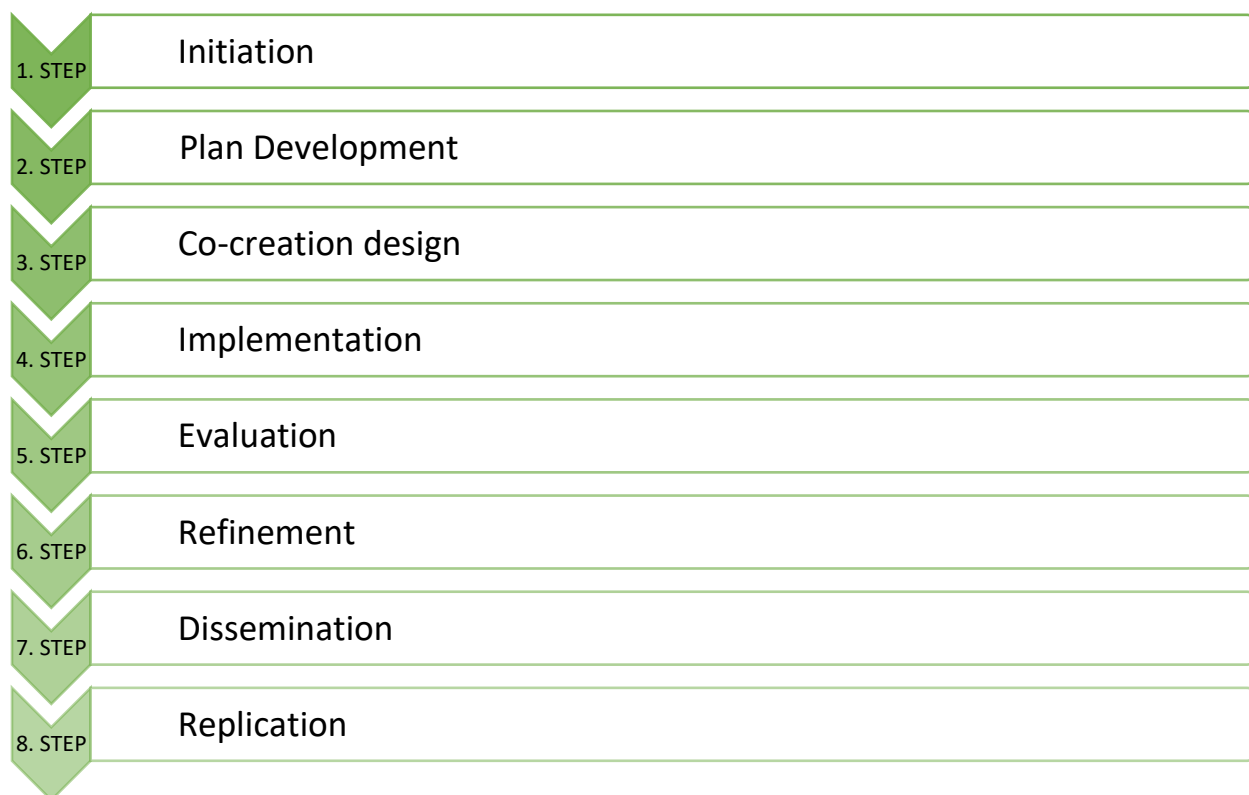 1. STEP
Initiation
2. STEP
Plan Development
3. STEP
Co-creation design
4. STEP
Implementation
5. STEP
Evaluation
6. STEP
Refinement
7. STEP
Dissemination
8. STEP
Replication